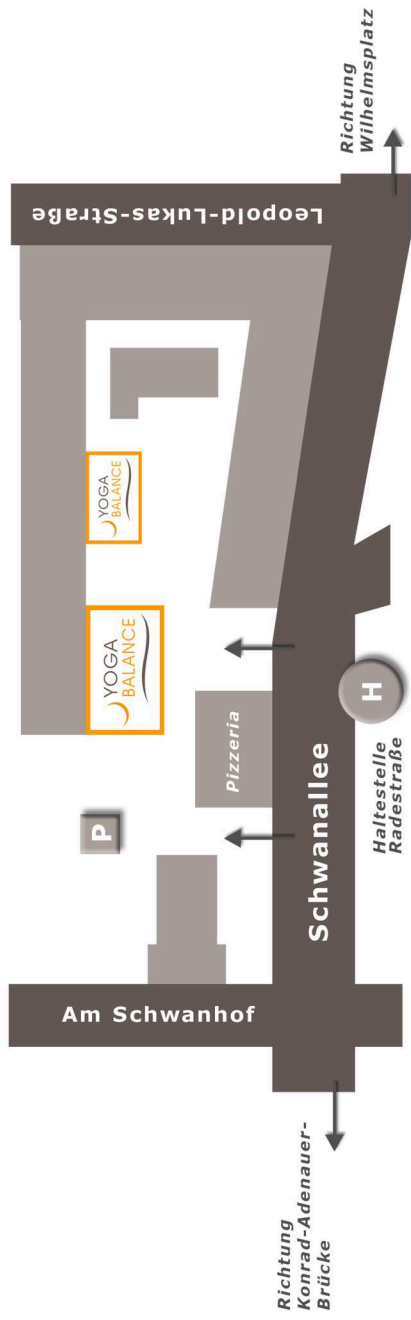 Richtung
Wilhelmsplatz
Leopold-Lukas-Straße
YOGA
BALANCE
YOGA
BALANCE
Pizzeria
P
H
Haltestelle
Radestraße
Schwanallee
Am Schwanhof
Richtung
Konrad-Adenauer-
Brücke